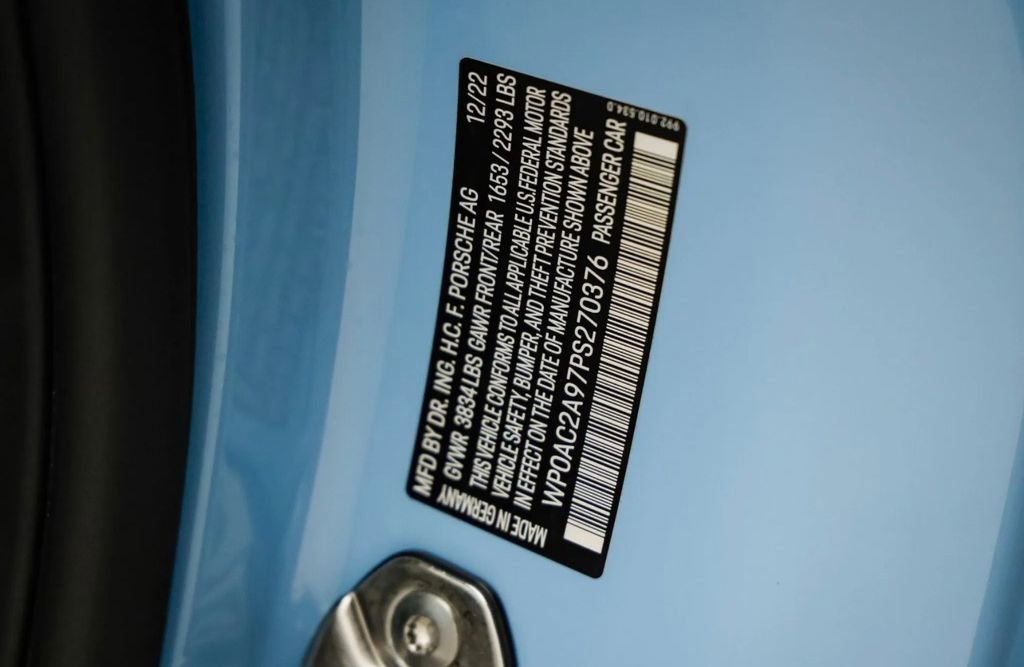 MFD BY DR. ING. H.C. F. PORSCHE AG 12/22
GVWR 3834 LBS GAWR FRONT/REAR 1653 / 2293 LBS
THIS VEHICLE CONFORMS TO ALL APPLICABLE U.S. FEDERAL MOTOR
VEHICLE SAFETY, BUMPER, AND THEFT PREVENTION STANDARDS
IN EFFECT ON THE DATE OF MANUFACTURE SHOWN ABOVE
WP0AC2A97PS270376 PASSENGER CAR
MADE IN GERMANY
992.010.534.D